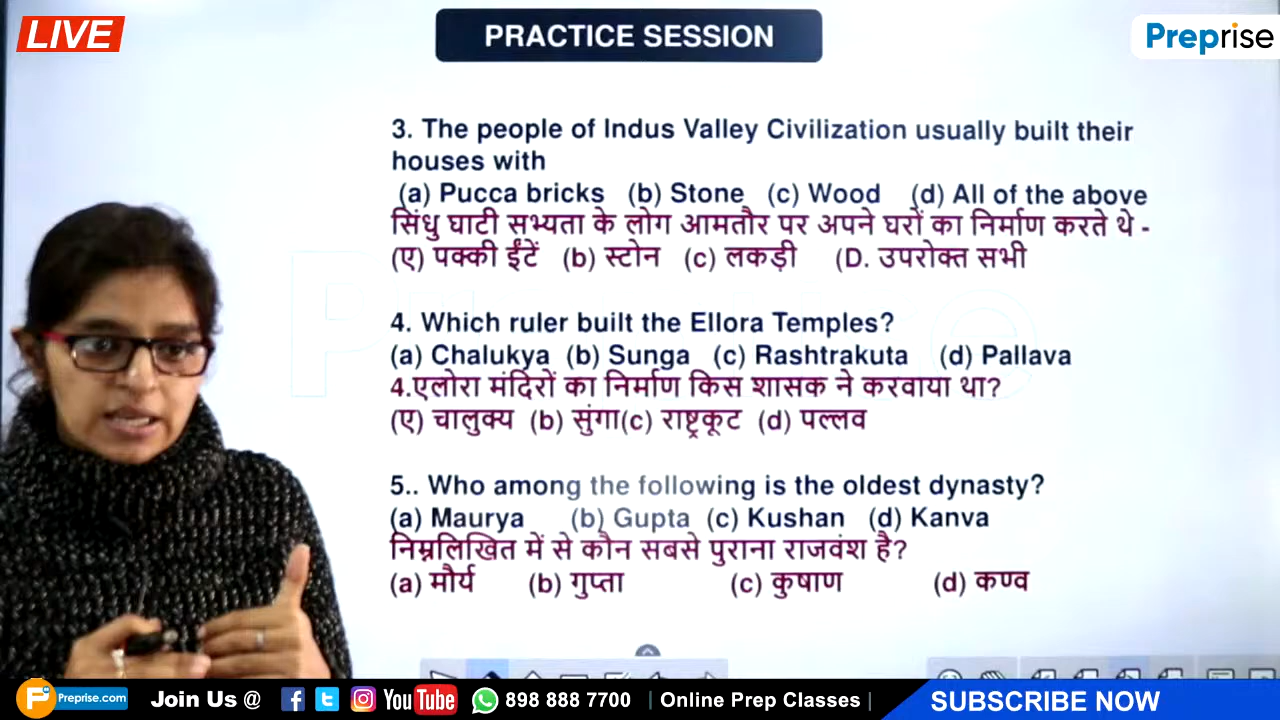 LIVE
PRACTICE SESSION
Preprise
3. The people of Indus Valley Civilization usually built their
houses with
(a) Pucca bricks (b) Stone (c) Wood (d) All of the above
सिंधु घाटी सभ्यता के लोग आमतौर पर अपने घरों का निर्माण करते थे -
(ए) पक्की ईंटें (b) स्टोन (c) लकड़ी (D. उपरोक्त सभी
4. Which ruler built the Ellora Temples?
(a) Chalukya (b) Sunga (c) Rashtrakuta (d) Pallava
4.एलोरा मंदिरों का निर्माण किस शासक ने करवाया था?
(ए) चालुक्य (b) सुंगा(c) राष्ट्रकूट (d) पल्लव
5.. Who among the following is the oldest dynasty?
(a) Maurya (b) Gupta (c) Kushan (d) Kanva
निम्नलिखित में से कौन सबसे पुराना राजवंश है?
(a) मौर्य (b) गुप्ता (c) कुषाण (d) कण्व
Preprise.com Join Us @ YouTube 898 888 7700 | Online Prep Classes | SUBSCRIBE NOW